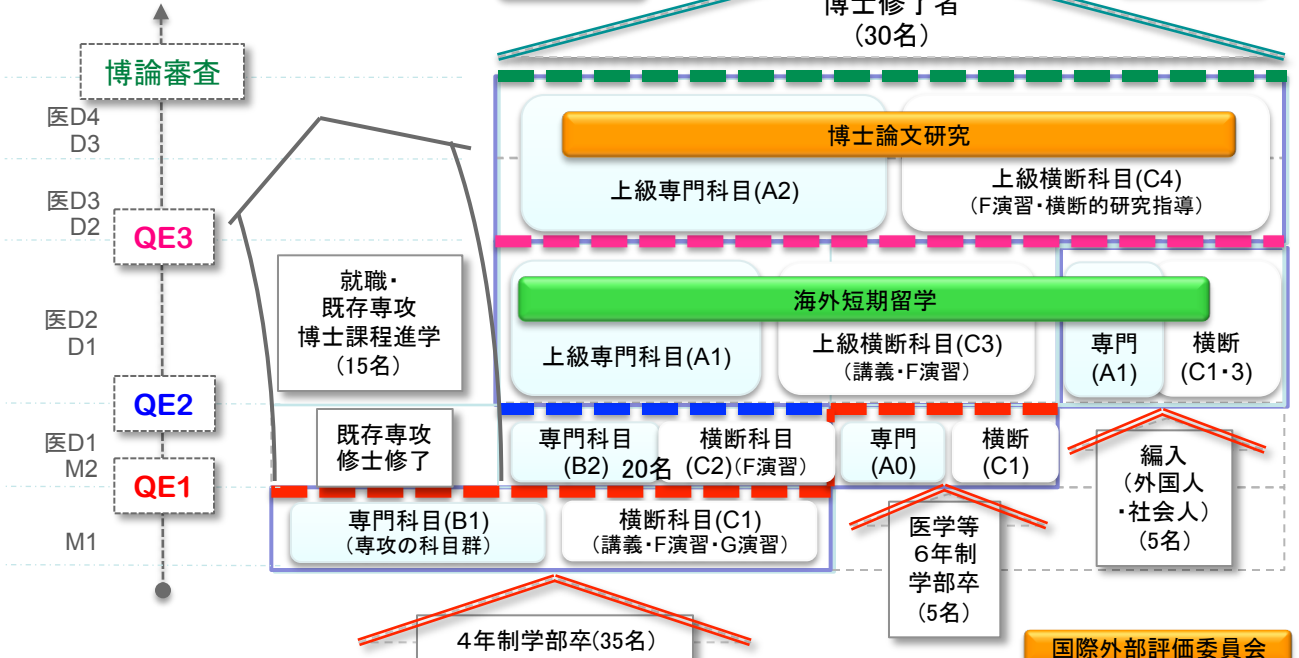 博士修了者
(30名)
博論審査
医D4
D3
博士論文研究
上級専門科目(A2)
上級横断科目(C4)
(F演習・横断的研究指導)
医D3
D2
QE3
就職・
既存専攻
博士課程進学
(15名)
海外短期留学
医D2
D1
上級専門科目(A1)
上級横断科目(C3)
(講義・F演習)
専門
(A1)
横断
(C1・3)
QE2
医D1
M2
既存専攻
修士修了
専門科目
(B2)
20名
横断科目
(C2)(F演習)
専門
(A0)
横断
(C1)
編入
(外国人
・社会人)
(5名)
QE1
専門科目(B1)
(専攻の科目群)
横断科目(C1)
(講義・F演習・G演習)
医学等
6年制
学部卒
(5名)
M1
4年制学部卒(35名)
国際外部評価委員会